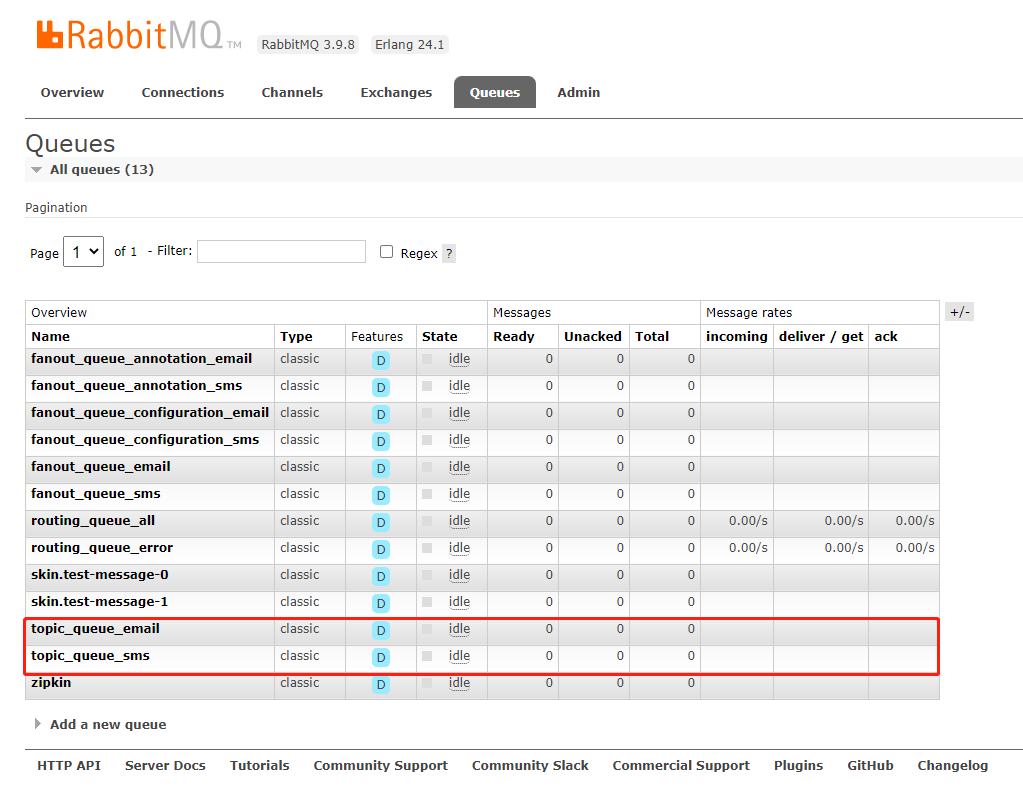 RabbitMQ TM RabbitMQ 3.9.8 Erlang 24.1
Overview Connections Channels Exchanges Queues Admin
Queues
All queues (13)
Pagination
Page 1 of 1 - Filter: Regex ?
Overview Messages Message rates +/-
Name Type Features State Ready Unacked Total incoming deliver / get ack
fanout_queue_annotation_email classic D idle 0 0 0
fanout_queue_annotation_sms classic D idle 0 0 0
fanout_queue_configuration_email classic D idle 0 0 0
fanout_queue_configuration_sms classic D idle 0 0 0
fanout_queue_email classic D idle 0 0 0
fanout_queue_sms classic D idle 0 0 0
routing_queue_all classic D idle 0 0 0 0.00/s 0.00/s 0.00/s
routing_queue_error classic D idle 0 0 0 0.00/s 0.00/s 0.00/s
skin.test-message-0 classic D idle 0 0 0
skin.test-message-1 classic D idle 0 0 0
topic_queue_email classic D idle 0 0 0
topic_queue_sms classic D idle 0 0 0
zipkin classic D idle 0 0 0
Add a new queue
HTTP API Server Docs Tutorials Community Support Community Slack Commercial Support Plugins GitHub Changelog